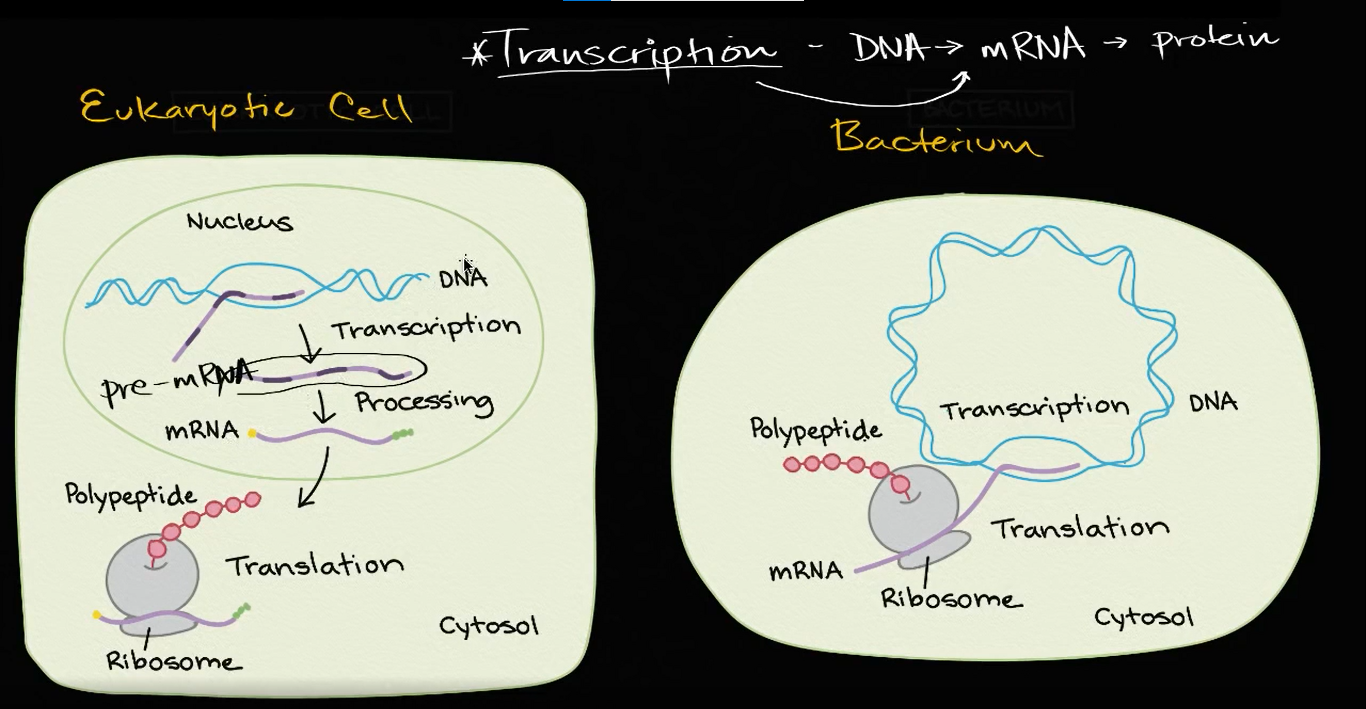 *Transcription - DNA → mRNA → protein
Eukaryotic Cell
Nucleus
DNA
Transcription
pre-mRNA
Processing
mRNA
Polypeptide
Translation
Cytosol
Ribosome
BACTERIUM
Bacterium
Transcription
DNA
Polypeptide
Translation
mRNA
Ribosome
Cytosol